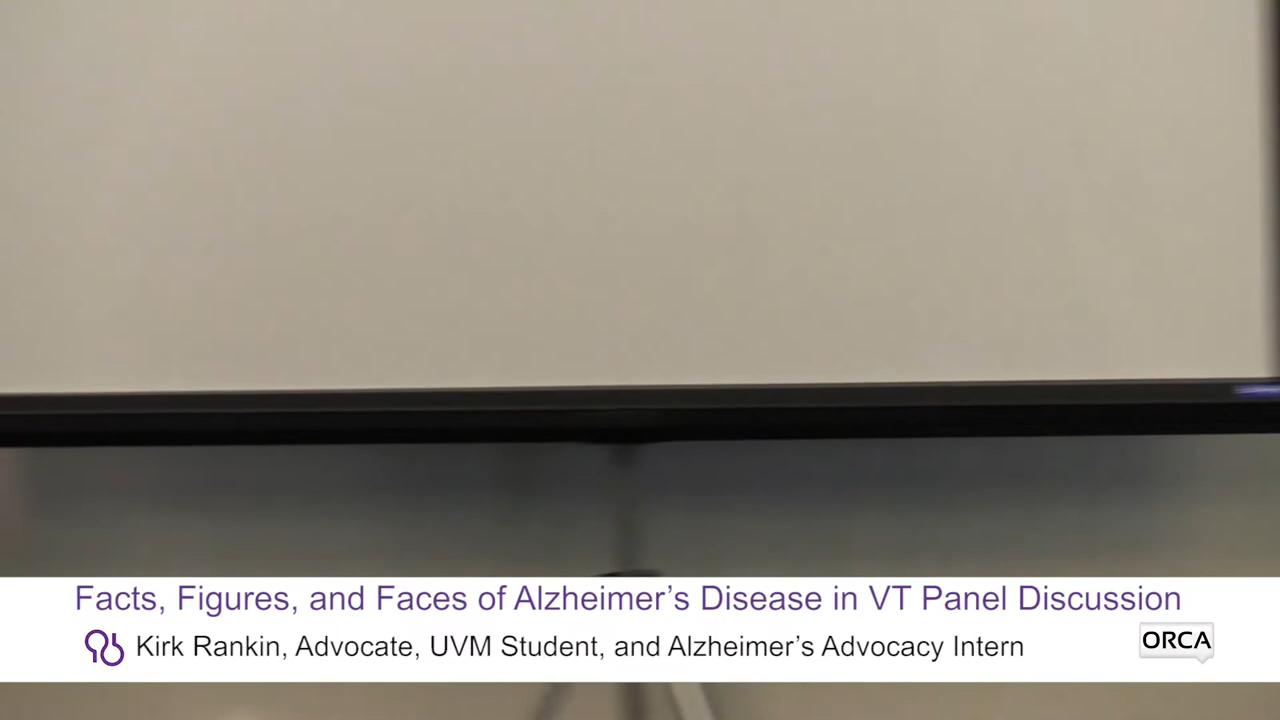 Facts, Figures, and Faces of Alzheimer’s Disease in VT Panel Discussion
Kirk Rankin, Advocate, UVM Student, and Alzheimer’s Advocacy Intern
ORCA